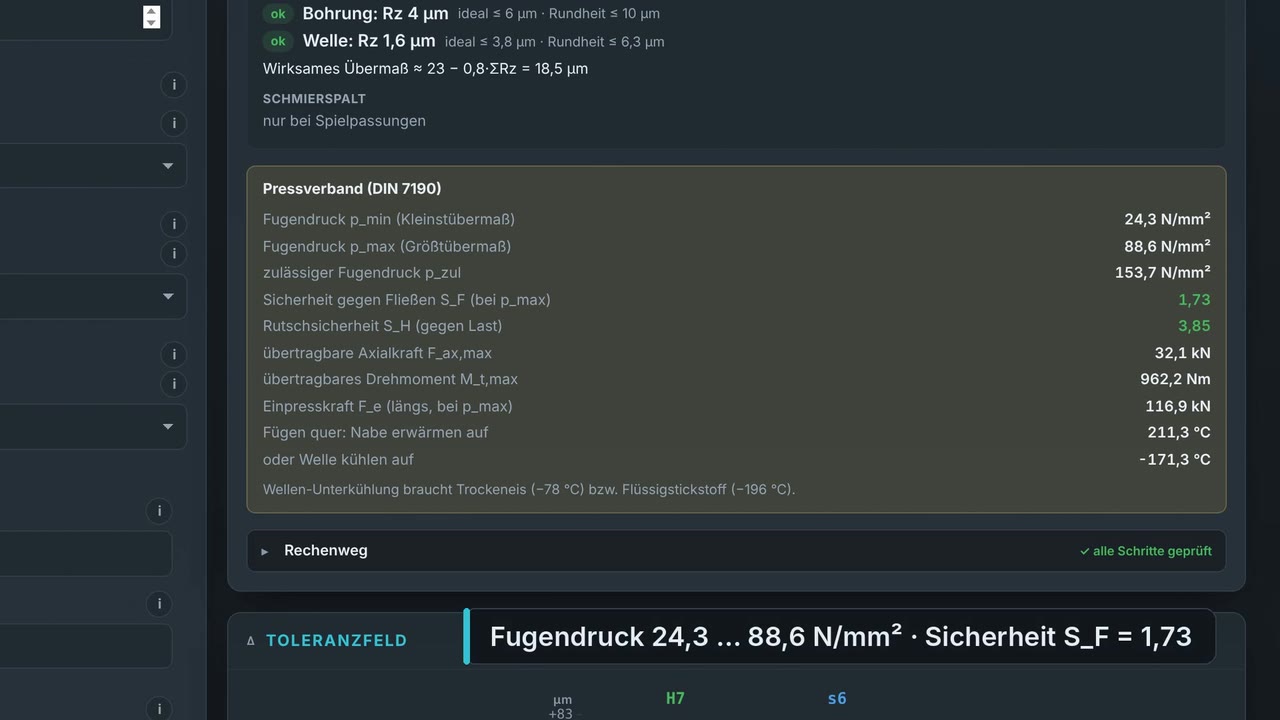 ok Bohrung: Rz 4 µm ideal ≤ 6 µm · Rundheit ≤ 10 µm
ok Welle: Rz 1,6 µm ideal ≤ 3,8 µm · Rundheit ≤ 6,3 µm
Wirksames Übermaß ≈ 23 − 0,8·ΣRz = 18,5 µm
SCHMIERSPALT
nur bei Spielpassungen
Pressverband (DIN 7190)
Fugendruck p_min (Kleinstübermaß) 24,3 N/mm²
Fugendruck p_max (Größtübermaß) 88,6 N/mm²
zulässiger Fugendruck p_zul 153,7 N/mm²
Sicherheit gegen Fließen S_F (bei p_max) 1,73
Rutschsicherheit S_H (gegen Last) 3,85
übertragbare Axialkraft F_ax,max 32,1 kN
übertragbares Drehmoment M_t,max 962,2 Nm
Einpresskraft F_e (längs, bei p_max) 116,9 kN
Fügen quer: Nabe erwärmen auf 211,3 °C
oder Welle kühlen auf -171,3 °C
Wellen-Unterkühlung braucht Trockeneis (−78 °C) bzw. Flüssigstickstoff (−196 °C).
▸ Rechenweg ✓ alle Schritte geprüft
Δ TOLERANZFELD
Fugendruck 24,3 … 88,6 N/mm² · Sicherheit S_F = 1,73
µm H7 s6
+83
i
i
i
i
i
i
i
i
i